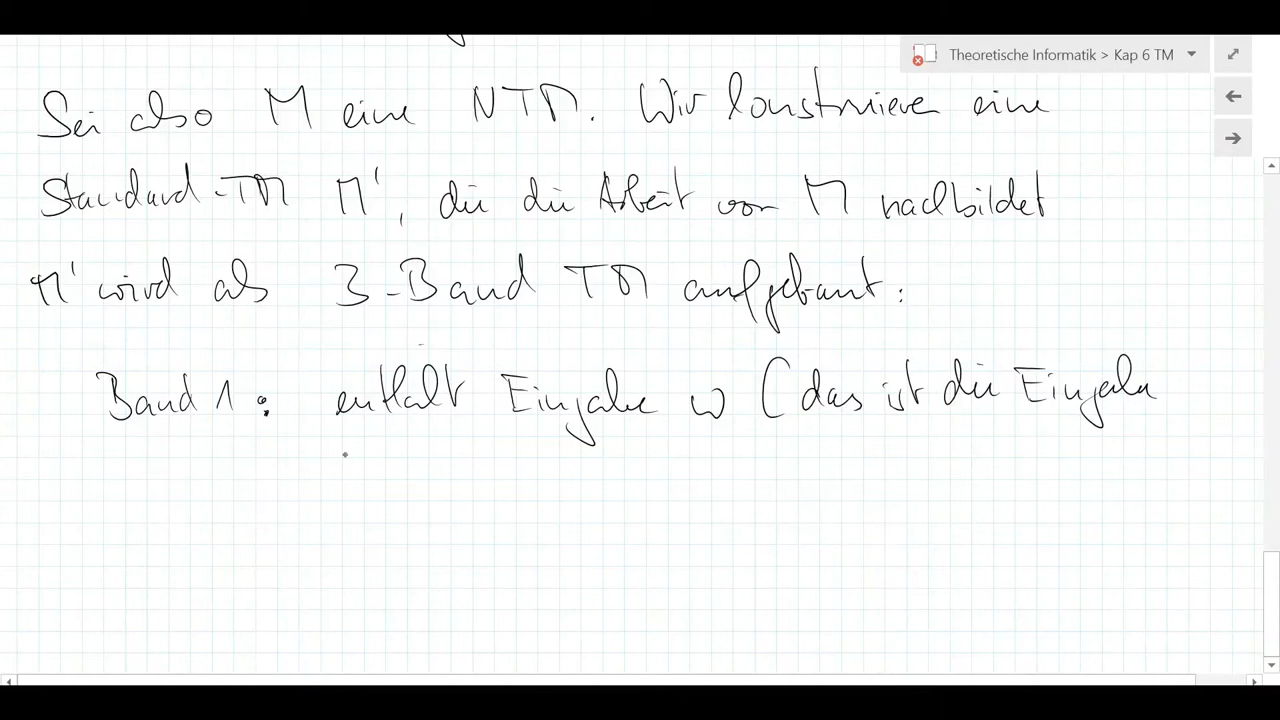 Theoretische Informatik > Kap 6 TM
Sei also M eine NTM. Wir konstruieren eine
Standard-TM M', die die Arbeit von M nachbildet
M' wird als 3-Band TM aufgebaut:
Band 1: enthält Eingabe w (das ist die Eingabe